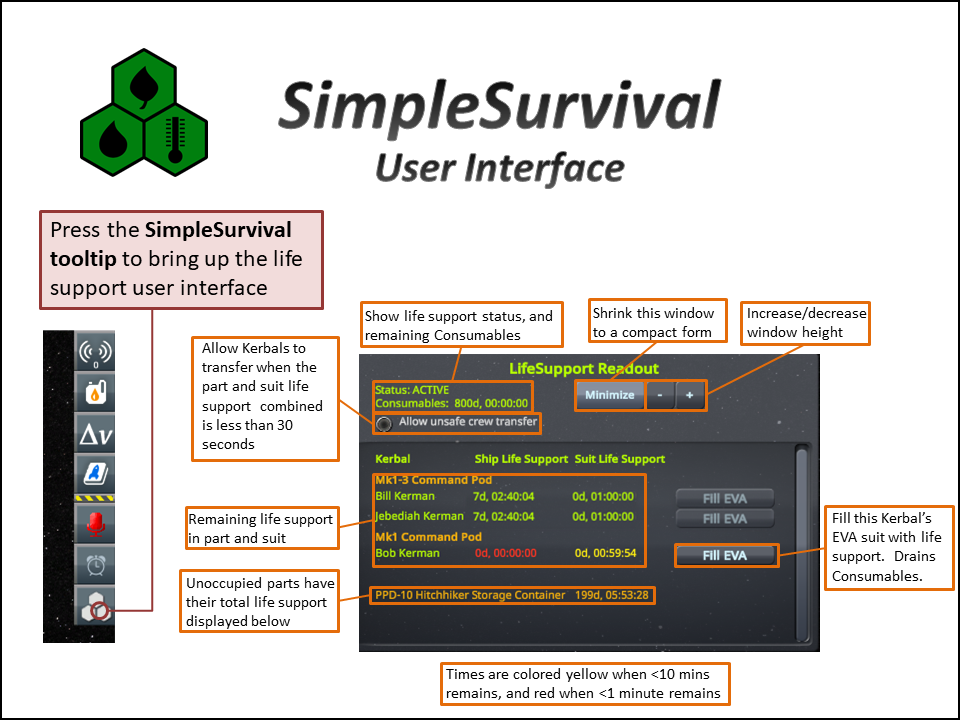 SimpleSurvival
User Interface
Press the SimpleSurvival
tooltip to bring up the life
support user interface
0
Δv
Allow Kerbals to
transfer when the
part and suit life
support combined
is less than 30
seconds
Show life support status, and
remaining Consumables
Shrink this window
to a compact form
Increase/decrease
window height
LifeSupport Readout
Status: ACTIVE
Consumables: 800d, 00:00:00
Minimize - +
Allow unsafe crew transfer
Kerbal Ship Life Support Suit Life Support
Mk1-3 Command Pod
Bill Kerman 7d, 02:40:04 0d, 01:00:00 Fill EVA
Jebediah Kerman 7d, 02:40:04 0d, 01:00:00 Fill EVA
Mk1 Command Pod
Bob Kerman 0d, 00:00:00 0d, 00:59:54 Fill EVA
PPD-10 Hitchhiker Storage Container 199d, 05:53:28
Remaining life support
in part and suit
Unoccupied parts have
their total life support
displayed below
Fill this Kerbal's
EVA suit with life
support. Drains
Consumables.
Times are colored yellow when <10 mins
remains, and red when <1 minute remains